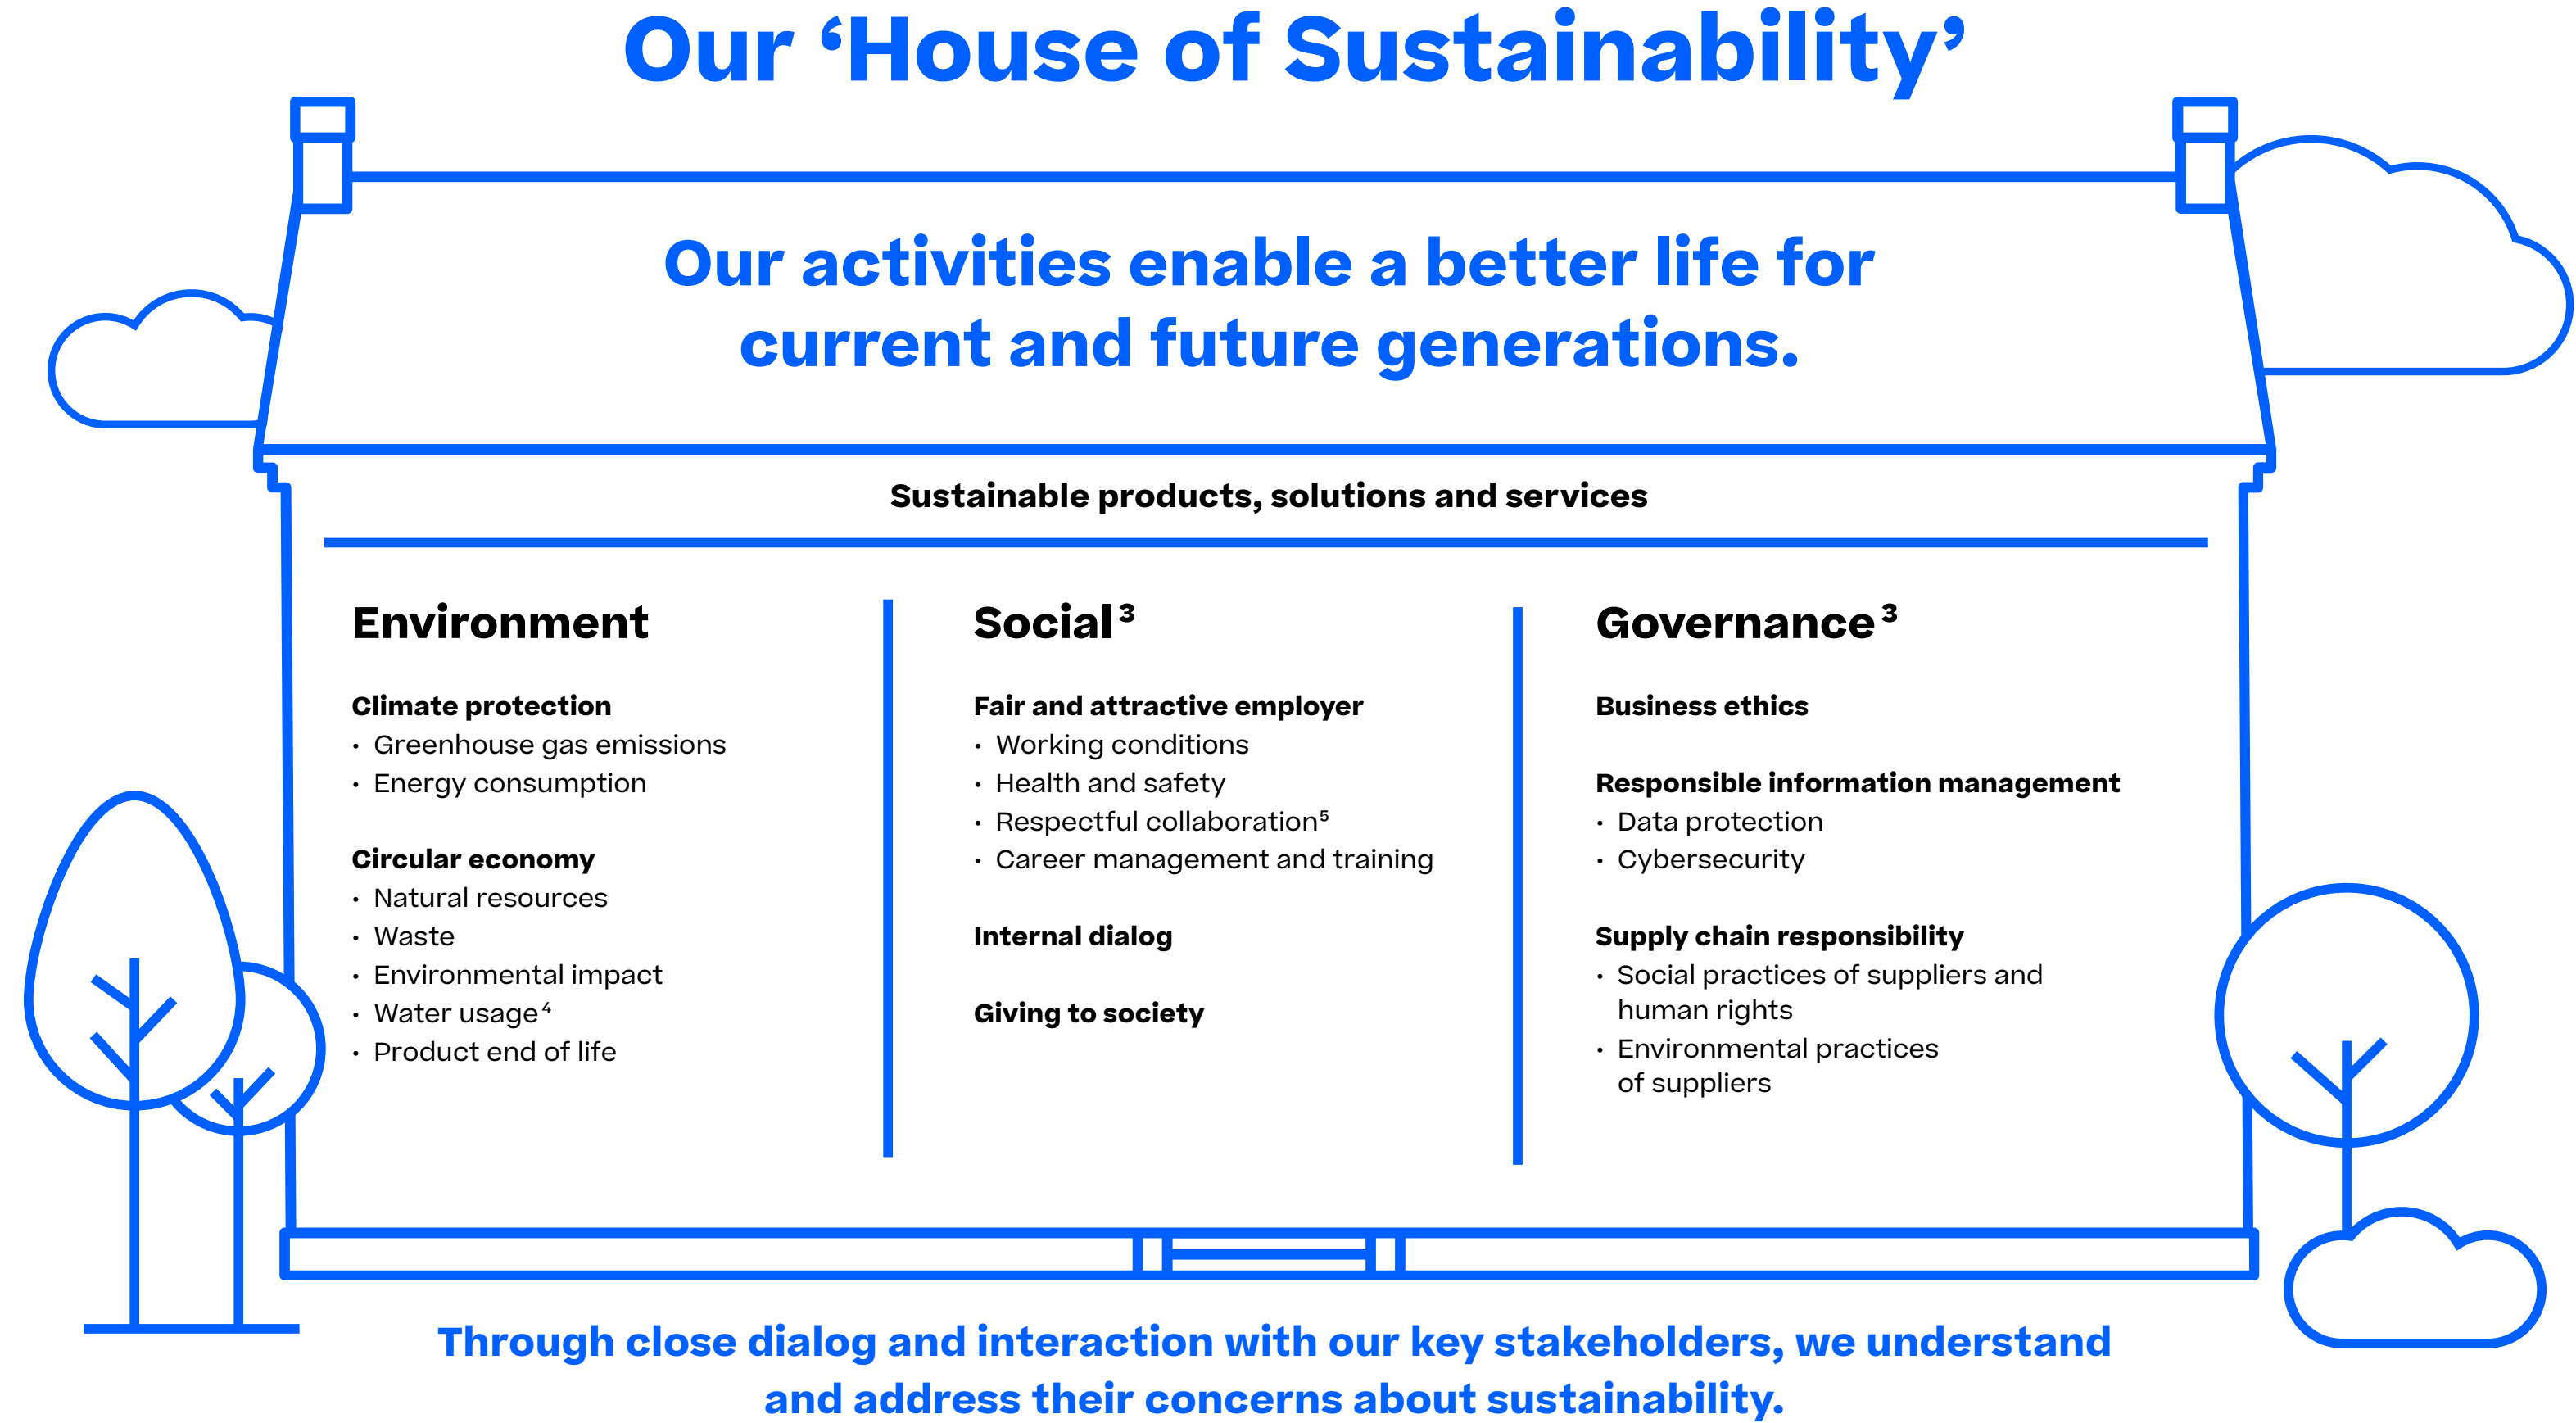 Our ‘House of Sustainability’
Our activities enable a better life for
current and future generations.
Sustainable products, solutions and services
Environment
Climate protection
• Greenhouse gas emissions
• Energy consumption
Circular economy
• Natural resources
• Waste
• Environmental impact
• Water usage⁴
• Product end of life
Social³
Fair and attractive employer
• Working conditions
• Health and safety
• Respectful collaboration⁵
• Career management and training
Internal dialog
Giving to society
Governance³
Business ethics
Responsible information management
• Data protection
• Cybersecurity
Supply chain responsibility
• Social practices of suppliers and
human rights
• Environmental practices
of suppliers
Through close dialog and interaction with our key stakeholders, we understand
and address their concerns about sustainability.